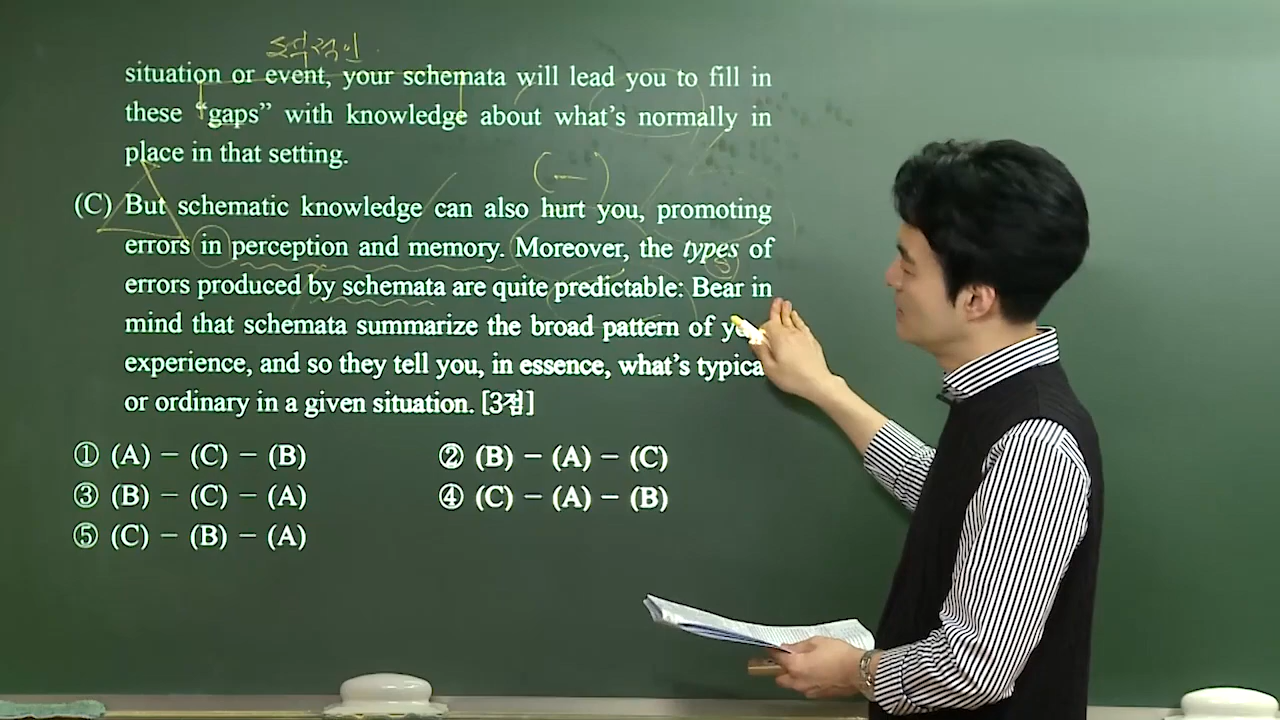 situation or event, your schemata will lead you to fill in
these “gaps” with knowledge about what’s normally in
place in that setting.
(C) But schematic knowledge can also hurt you, promoting
errors in perception and memory. Moreover, the types of
errors produced by schemata are quite predictable: Bear in
mind that schemata summarize the broad pattern of
experience, and so they tell you, in essence, what’s typica
or ordinary in a given situation. [3점]
① (A) − (C) − (B)
② (B) − (A) − (C)
③ (B) − (C) − (A)
④ (C) − (A) − (B)
⑤ (C) − (B) − (A)